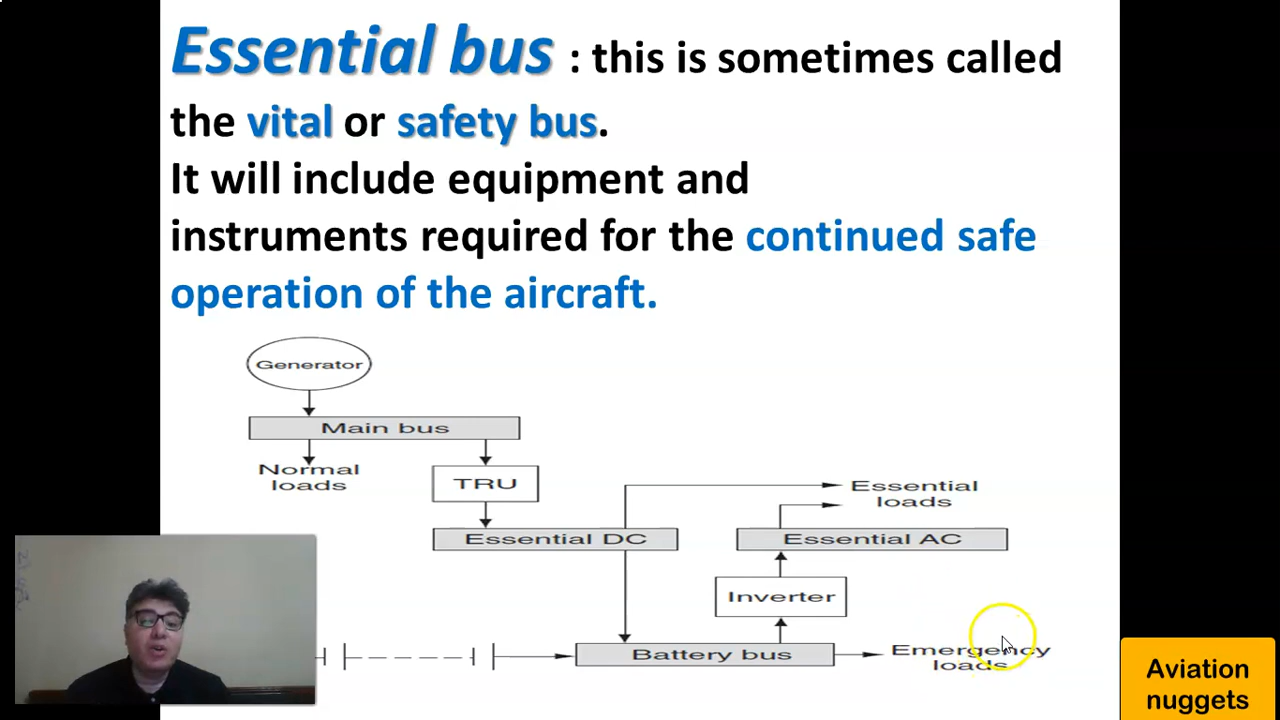 Essential bus : this is sometimes called
the vital or safety bus.
It will include equipment and
instruments required for the continued safe
operation of the aircraft.
Generator
Main bus
Normal
loads
TRU
Essential
loads
Essential DC
Essential AC
Inverter
Battery bus
Emergency
loads
Aviation
nuggets